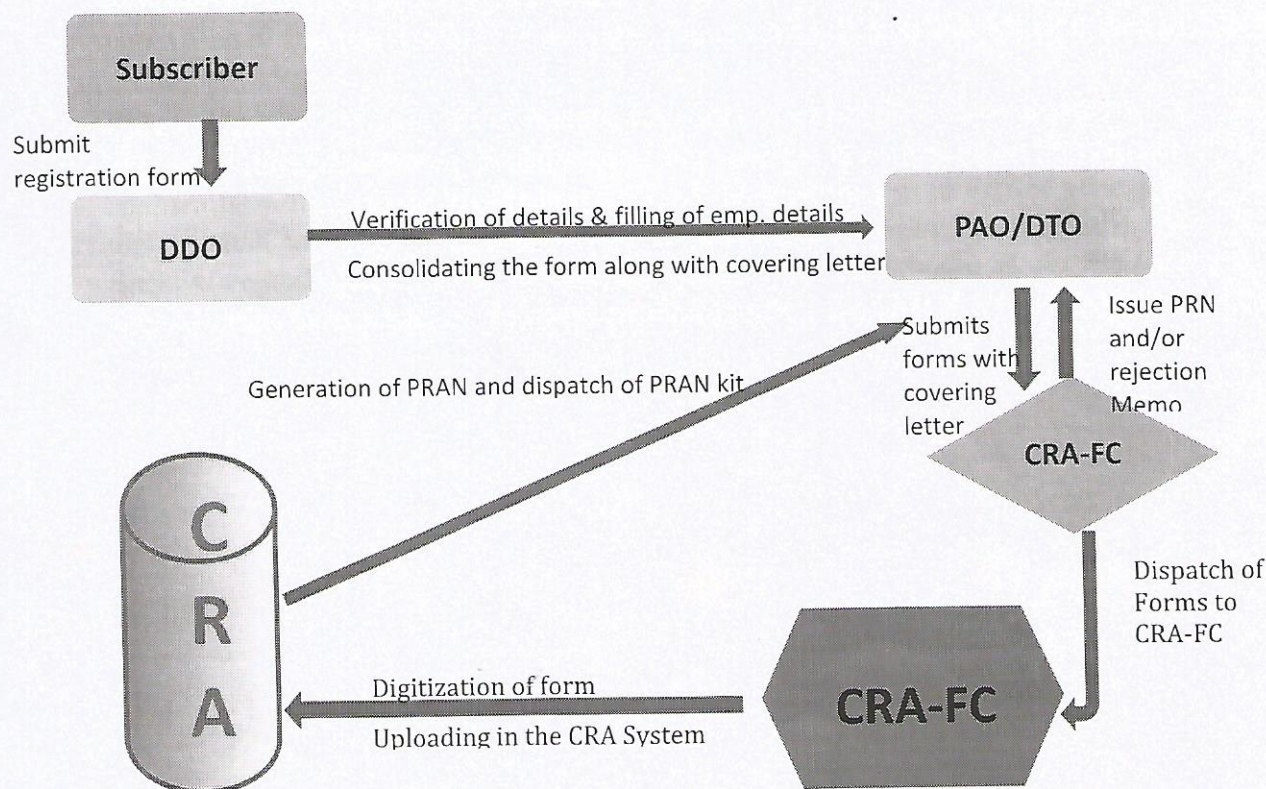 Subscriber
Submit
registration form
DDO
Verification of details & filling of emp. details
Consolidating the form along with covering letter
PAO/DTO
Submits
forms with
covering
letter
Issue PRN
and/or
rejection
Memo
CRA-FC
Generation of PRAN and dispatch of PRAN kit
Dispatch of
Forms to
CRA-FC
CRA-FC
Digitization of form
Uploading in the CRA System
C
R
A